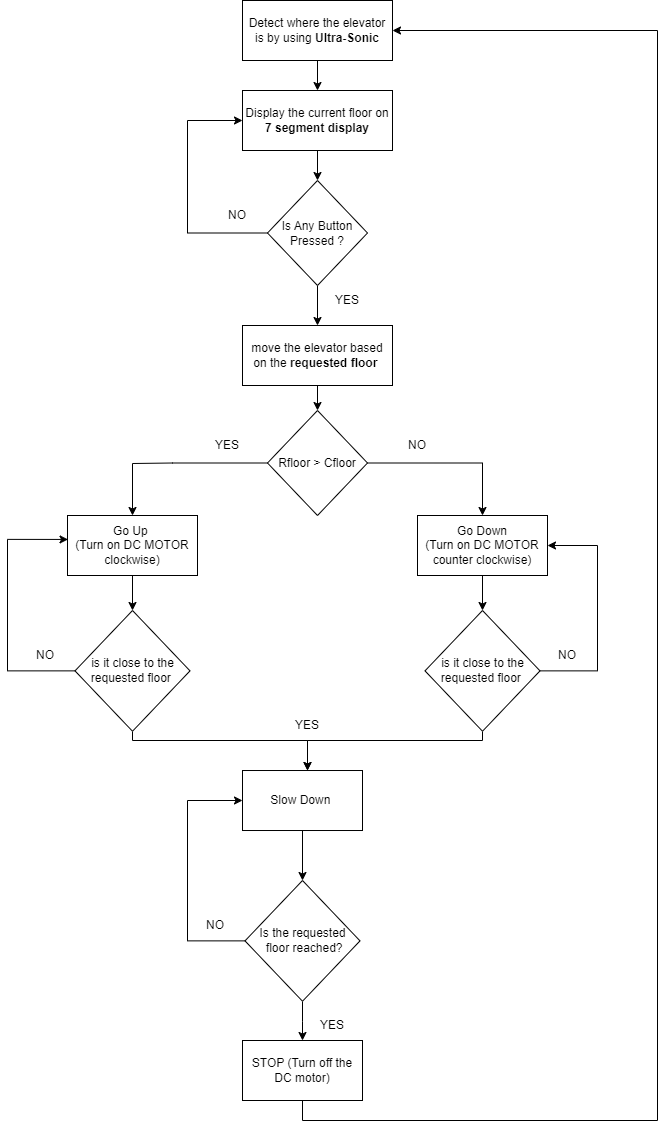 Detect where the elevator
is by using Ultra-Sonic
Display the current floor on
7 segment display
NO
Is Any Button
Pressed ?
YES
move the elevator based
on the requested floor
YES
Rfloor > Cfloor
NO
Go Up
(Turn on DC MOTOR
clockwise)
Go Down
(Turn on DC MOTOR
counter clockwise)
NO
is it close to the
requested floor
is it close to the
requested floor
NO
YES
Slow Down
NO
Is the requested
floor reached?
YES
STOP (Turn off the
DC motor)